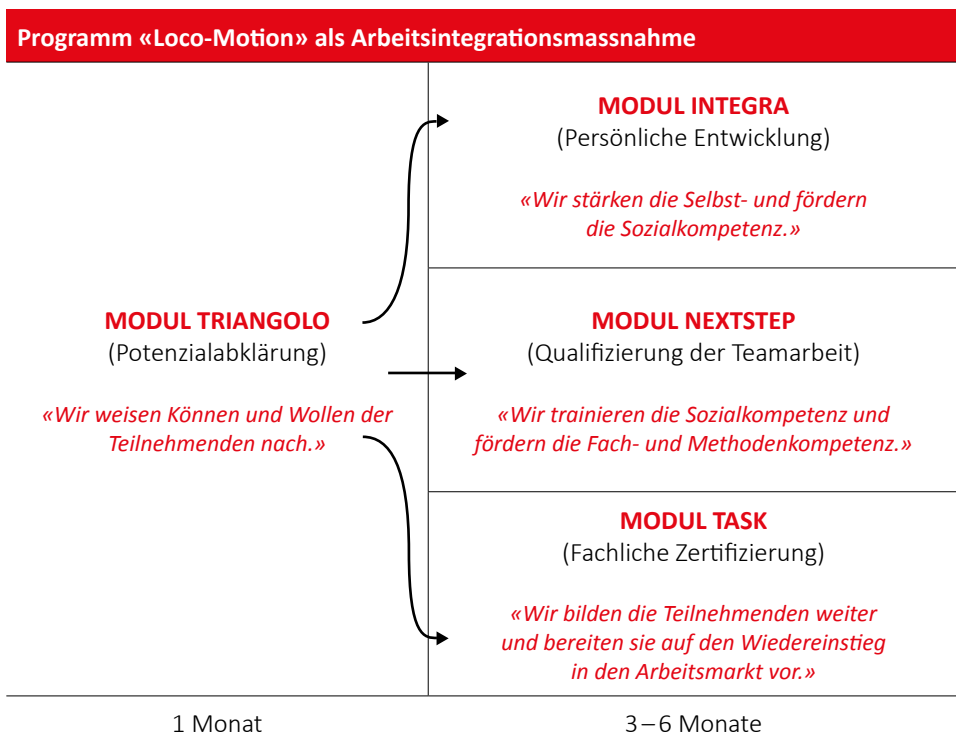 Programm «Loco-Motion» als Arbeitsintegrationsmassnahme
MODUL TRIANGOLO
(Potenzialabklärung)
«Wir weisen Können und Wollen der
Teilnehmenden nach.»
MODUL INTEGRA
(Persönliche Entwicklung)
«Wir stärken die Selbst- und fördern
die Sozialkompetenz.»
MODUL NEXTSTEP
(Qualifizierung der Teamarbeit)
«Wir trainieren die Sozialkompetenz und
fördern die Fach- und Methodenkompetenz.»
MODUL TASK
(Fachliche Zertifizierung)
«Wir bilden die Teilnehmenden weiter
und bereiten sie auf den Wiedereinstieg
in den Arbeitsmarkt vor.»
1 Monat
3–6 Monate